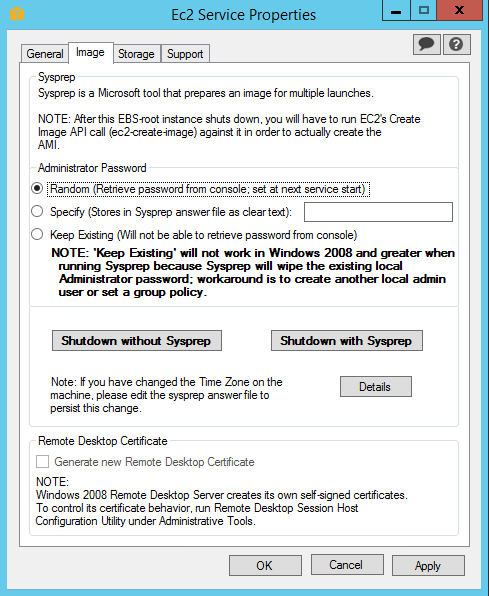 Ec2 Service Properties
General Image Storage Support
Sysprep
Sysprep is a Microsoft tool that prepares an image for multiple launches.
NOTE: After this EBS-root instance shuts down, you will have to run EC2's Create
Image API call (ec2-create-image) against it in order to actually create the
AMI.
Administrator Password
Random (Retrieve password from console; set at next service start)
Specify (Stores in Sysprep answer file as clear text):
Keep Existing (Will not be able to retrieve password from console)
NOTE: 'Keep Existing' will not work in Windows 2008 and greater when
running Sysprep because Sysprep will wipe the existing local
Administrator password; workaround is to create another local admin
user or set a group policy.
Shutdown without Sysprep
Shutdown with Sysprep
Note: If you have changed the Time Zone on the
machine, please edit the sysprep answer file to
persist this change.
Details
Remote Desktop Certificate
Generate new Remote Desktop Certificate
NOTE:
Windows 2008 Remote Desktop Server creates its own self-signed certificates.
To control its certificate behavior, run Remote Desktop Session Host
Configuration Utility under Administrative Tools.
OK Cancel Apply